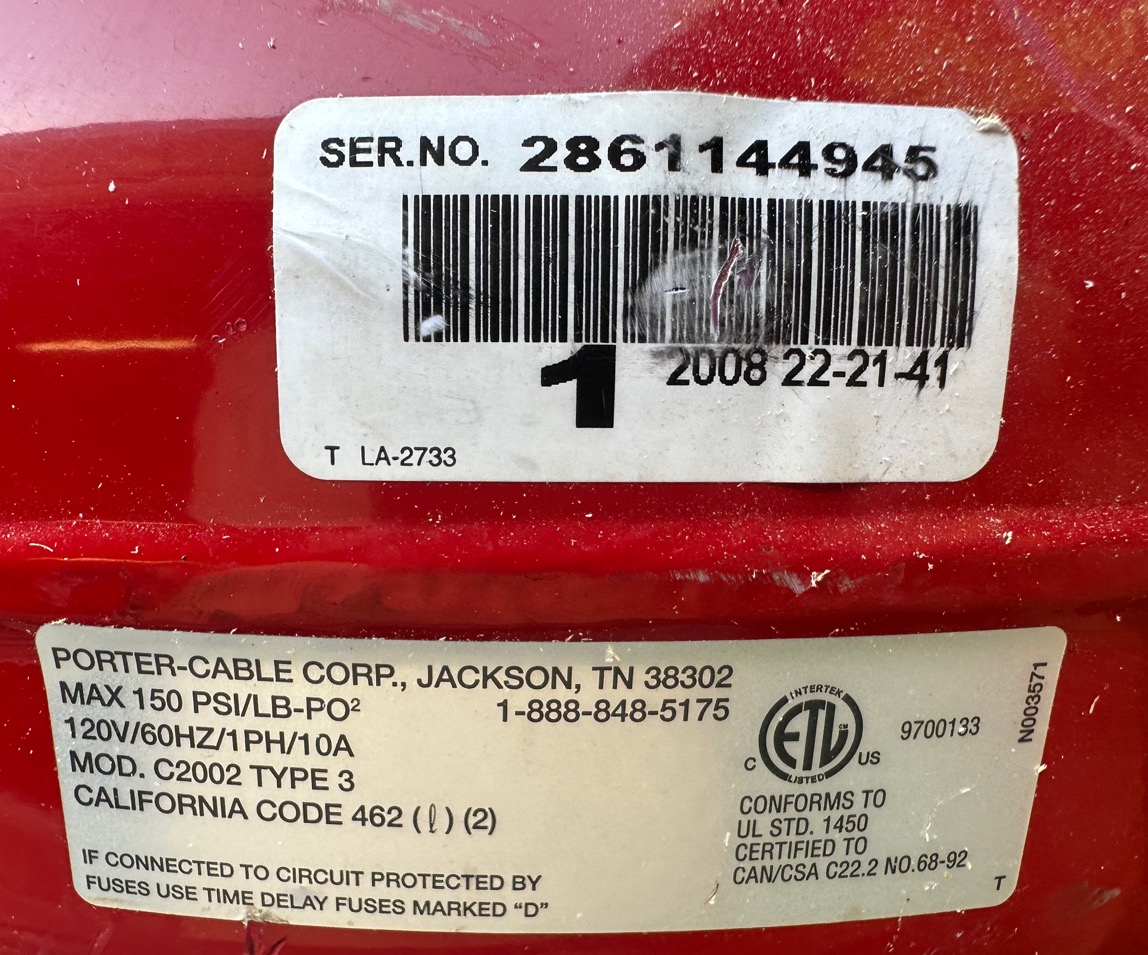 SER.NO. 2861144945
1 2008 22-21-41
T LA-2733
PORTER-CABLE CORP., JACKSON, TN 38302
MAX 150 PSI/LB-PO²
1-888-848-5175
120V/60HZ/1PH/10A
MOD. C2002 TYPE 3
CALIFORNIA CODE 462 (ℓ) (2)
IF CONNECTED TO CIRCUIT PROTECTED BY
FUSES USE TIME DELAY FUSES MARKED “D”
INTERTEK
ETL CM
C US
LISTED
9700133
N003571
CONFORMS TO
UL STD. 1450
CERTIFIED TO
CAN/CSA C22.2 NO.68-92
T